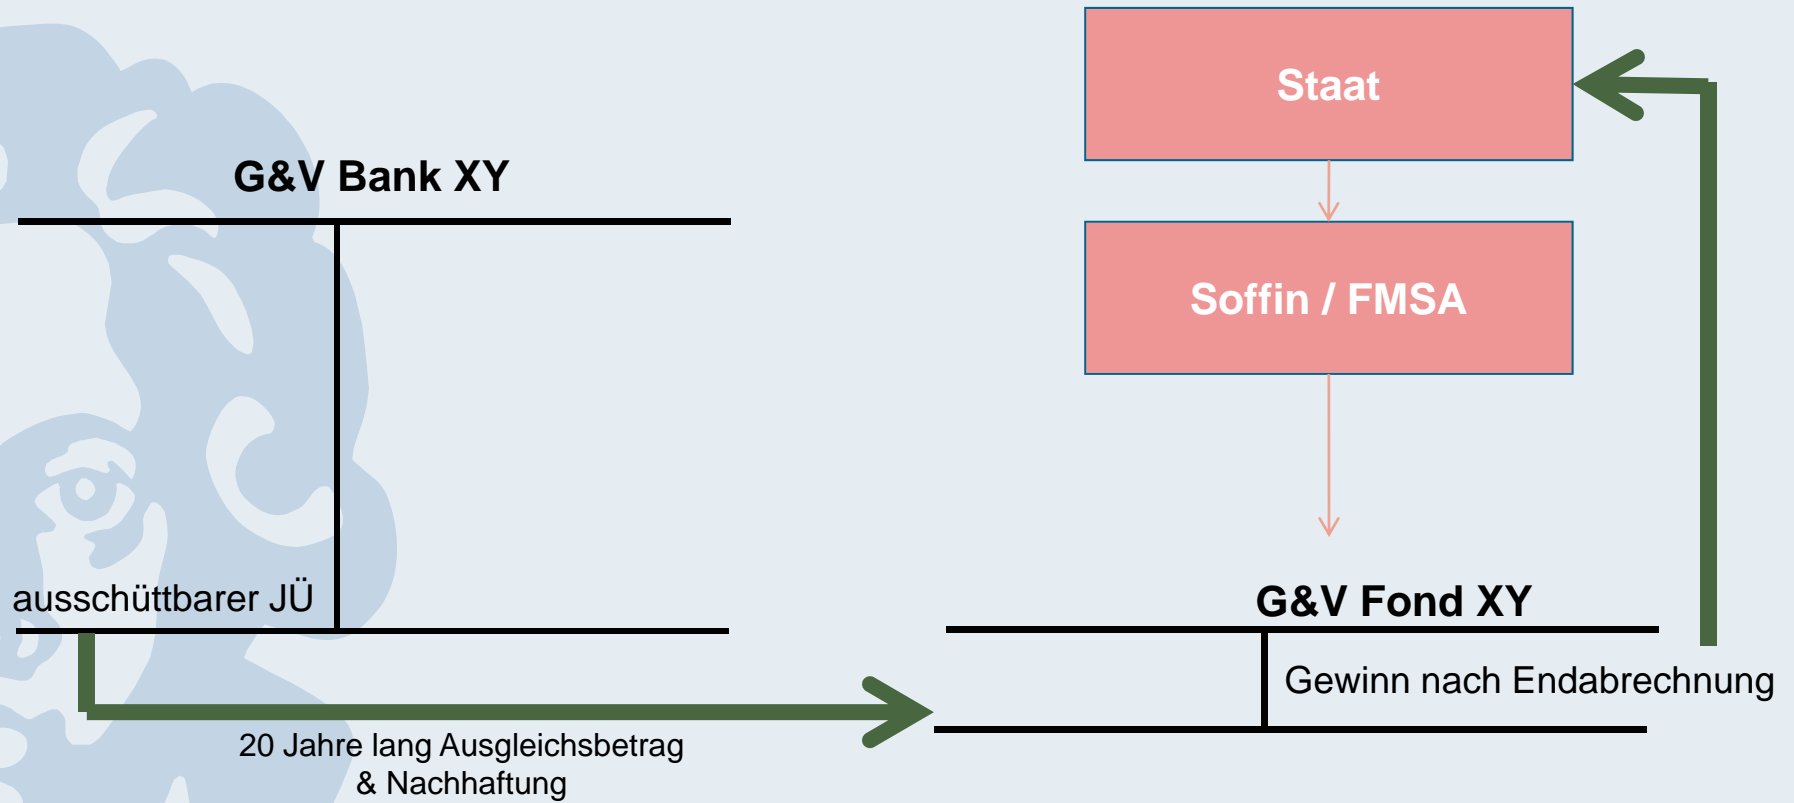 Staat
G&V Bank XY
Soffin / FMSA
ausschüttbarer JÜ
G&V Fond XY
Gewinn nach Endabrechnung
20 Jahre lang Ausgleichsbetrag
& Nachhaftung